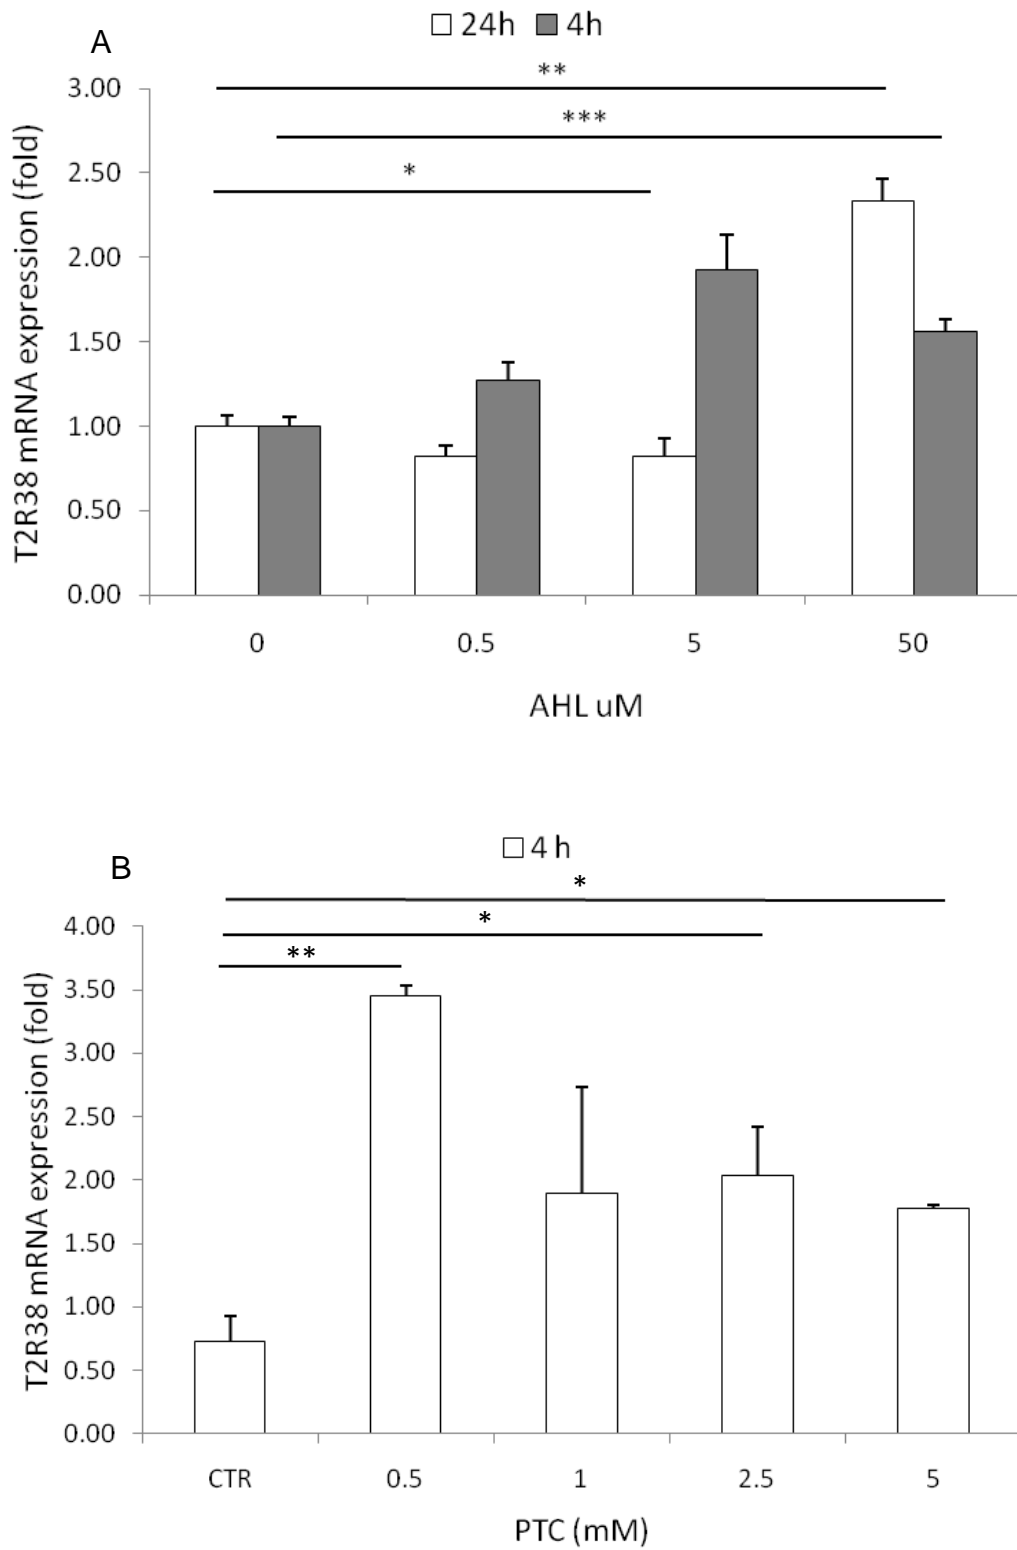 A
24h 4h
**
***
*
3.00
2.50
2.00
1.50
1.00
0.50
0.00
T2R38 mRNA expression (fold)
0 0.5 5 50
AHL uM
B
4 h
*
*
**
4.00
3.50
3.00
2.50
2.00
1.50
1.00
0.50
0.00
T2R38 mRNA expression (fold)
CTR 0.5 1 2.5 5
PTC (mM)